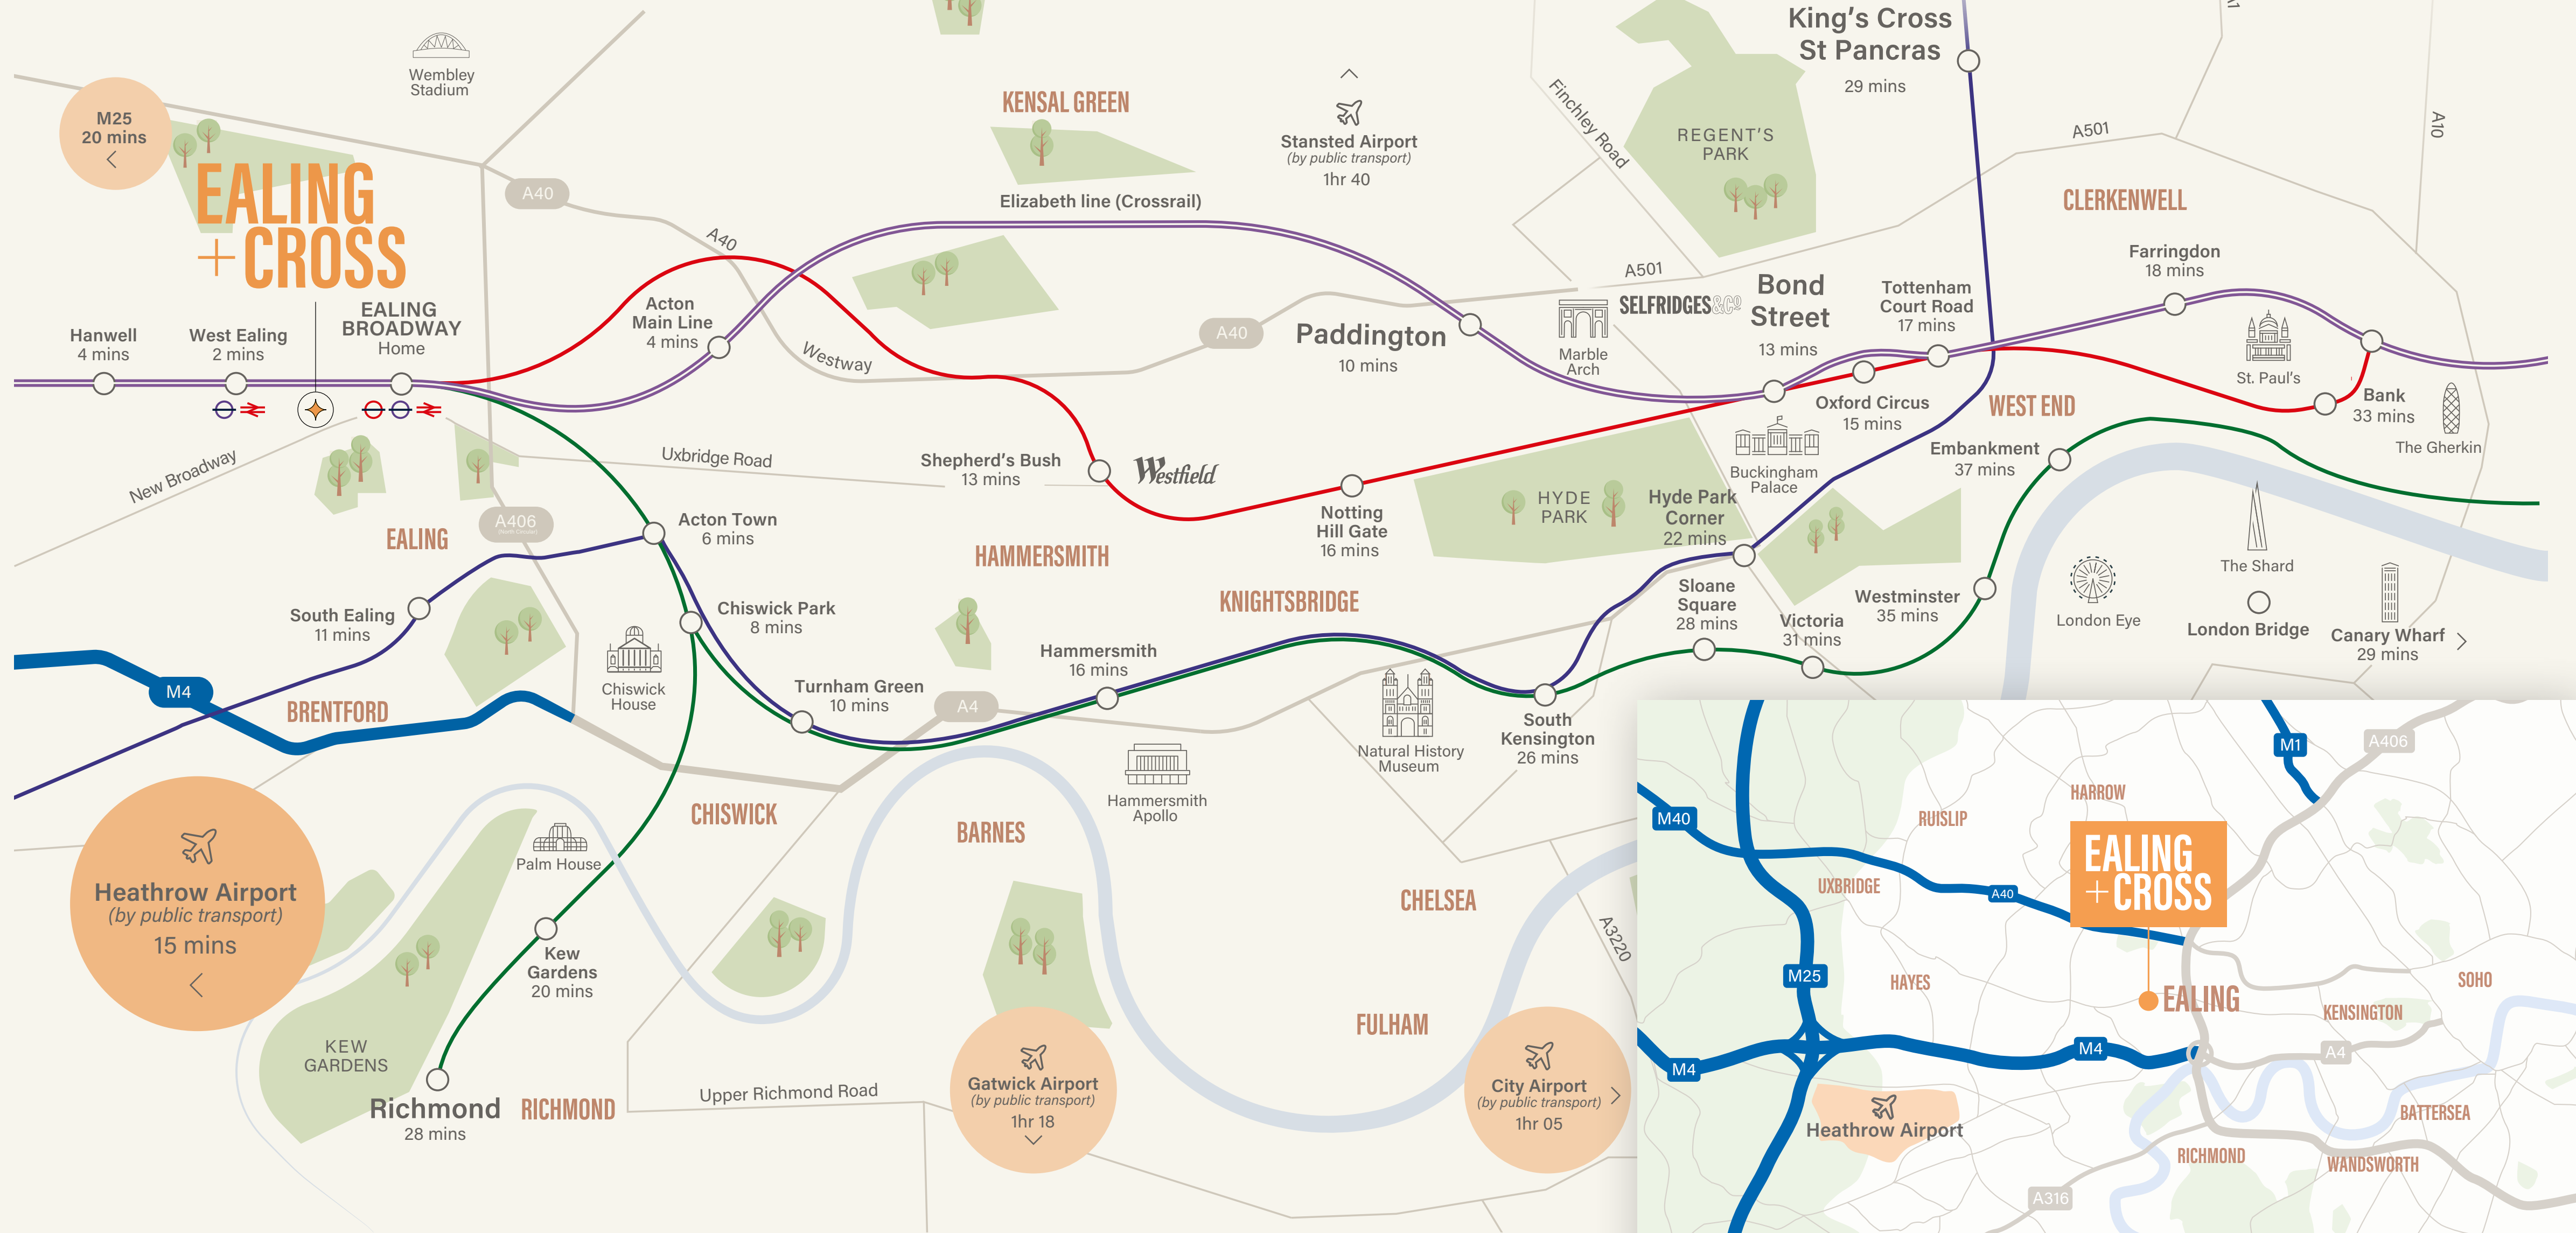 King's Cross
St Pancras
29 mins
A1
Wembley
Stadium
M25
20 mins
EALING
+CROSS
A40
A40
KENSAL GREEN
Stansted Airport
(by public transport)
1hr 40
Elizabeth line (Crossrail)
Finchley Road
REGENT'S
PARK
A501
A10
CLERKENWELL
Farringdon
18 mins
A501
Hanwell
4 mins
West Ealing
2 mins
EALING
BROADWAY
Home
Acton
Main Line
4 mins
Westway
A40
Paddington
10 mins
Marble
Arch
SELFRIDGES&Co
Bond
Street
13 mins
Tottenham
Court Road
17 mins
Oxford Circus
15 mins
WEST END
St. Paul's
Bank
33 mins
The Gherkin
New Broadway
Uxbridge Road
Shepherd's Bush
13 mins
Westfield
Notting
Hill Gate
16 mins
HYDE
PARK
Hyde Park
Corner
22 mins
Buckingham
Palace
Embankment
37 mins
EALING
A406
Acton Town
6 mins
HAMMERSMITH
KNIGHTSBRIDGE
Sloane
Square
28 mins
Victoria
31 mins
Westminster
35 mins
London Eye
The Shard
London Bridge
Canary Wharf
29 mins
South Ealing
11 mins
M4
BRENTFORD
Chiswick
House
Chiswick Park
8 mins
Turnham Green
10 mins
A4
Hammersmith
16 mins
Hammersmith
Apollo
Natural History
Museum
South
Kensington
26 mins
Heathrow Airport
(by public transport)
15 mins
Palm House
CHISWICK
BARNES
CHELSEA
A3220
FULHAM
Kew
Gardens
20 mins
KEW
GARDENS
Richmond
28 mins
RICHMOND
Upper Richmond Road
Gatwick Airport
(by public transport)
1hr 18
City Airport
(by public transport)
1hr 05
M1
A406
M40
RUISLIP
HARROW
EALING
+CROSS
UXBRIDGE
A40
M25
HAYES
EALING
SOHO
KENSINGTON
M4
M4
A4
Heathrow Airport
BATTERSEA
RICHMOND
WANDSWORTH
A316